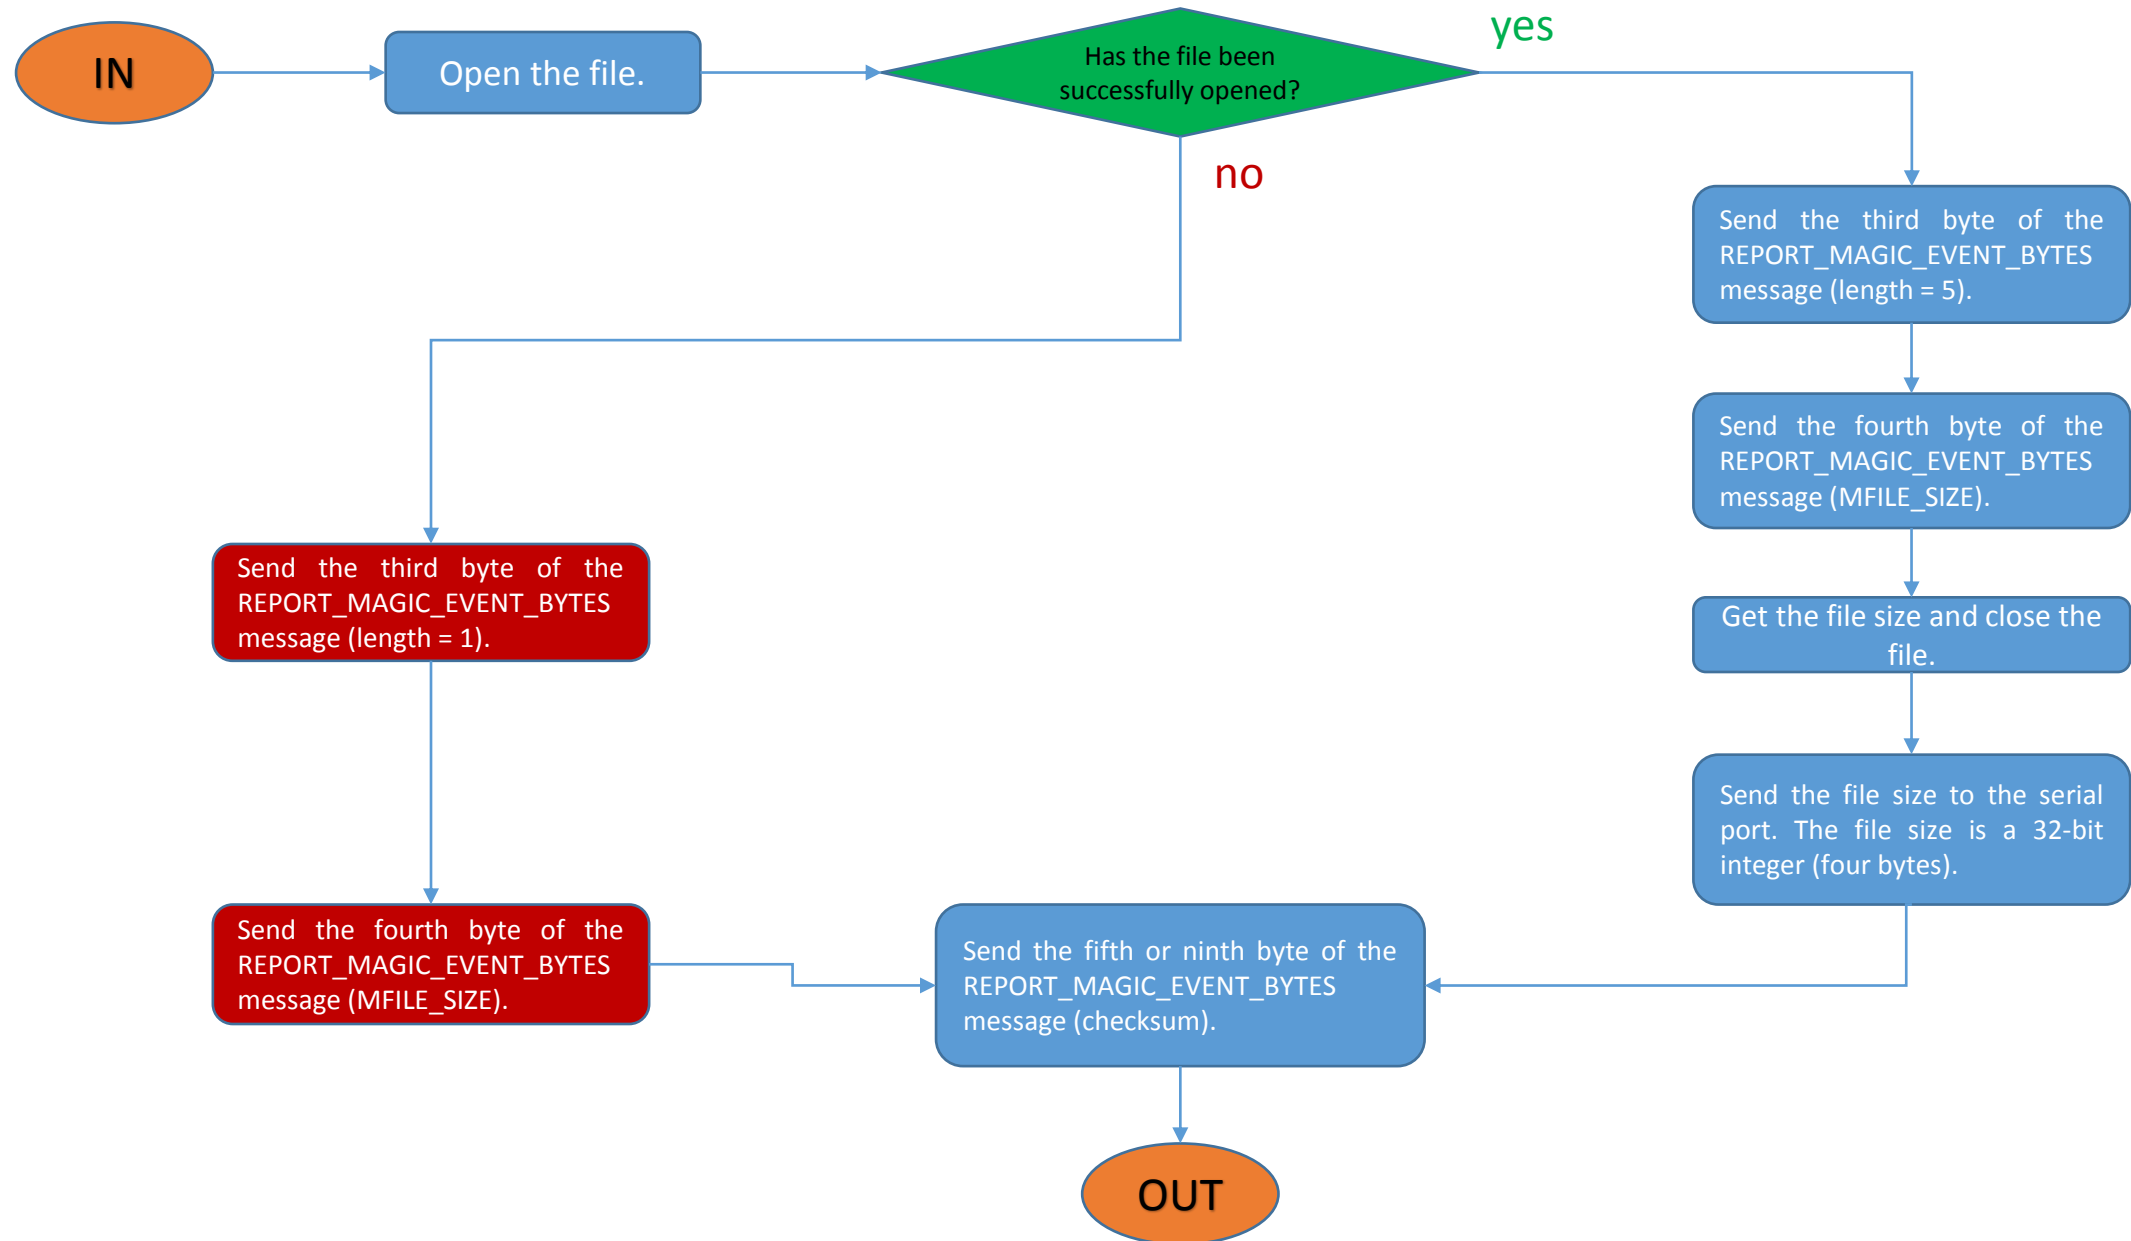 IN
Open the file.
Has the file been
successfully opened?
yes
no
Send the third byte of the
REPORT_MAGIC_EVENT_BYTES
message (length = 5).
Send the fourth byte of the
REPORT_MAGIC_EVENT_BYTES
message (MFILE_SIZE).
Get the file size and close the
file.
Send the file size to the serial
port. The file size is a 32-bit
integer (four bytes).
Send the third byte of the
REPORT_MAGIC_EVENT_BYTES
message (length = 1).
Send the fourth byte of the
REPORT_MAGIC_EVENT_BYTES
message (MFILE_SIZE).
Send the fifth or ninth byte of the
REPORT_MAGIC_EVENT_BYTES
message (checksum).
OUT